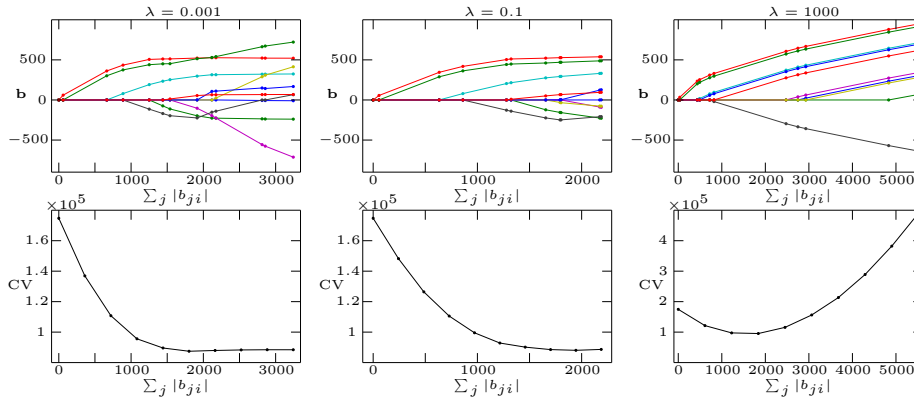 λ = 0.001 λ = 0.1 λ = 1000
500 500 500
b 0 b 0 b 0
−500 −500 −500
0 1000 2000 3000 0 1000 2000 0 1000 2000 3000 4000 5000
∑j |bji| ∑j |bji| ∑j |bji|
×10^5 ×10^5 ×10^5
1.6 1.6 4
1.4 1.4 3
CV CV CV
1.2 1.2 2
1 1 1
0 1000 2000 3000 0 1000 2000 0 1000 2000 3000 4000 5000
∑j |bji| ∑j |bji| ∑j |bji|